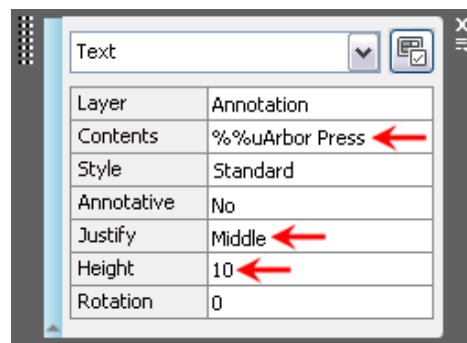 Text
Layer Annotation
Contents %%uArbor Press
Style Standard
Annotative No
Justify Middle
Height 10
Rotation 0